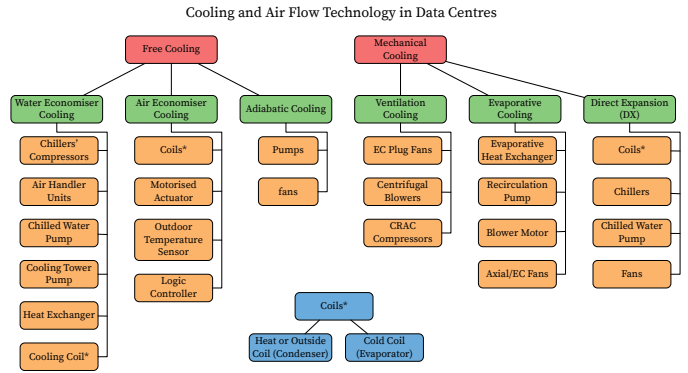 Cooling and Air Flow Technology in Data Centres
Free Cooling
Mechanical
Cooling
Water Economiser
Cooling
Air Economiser
Cooling
Adiabatic Cooling
Ventilation
Cooling
Evaporative
Cooling
Direct Expansion
(DX)
Chillers'
Compressors
Air Handler
Units
Chilled Water
Pump
Cooling Tower
Pump
Heat Exchanger
Cooling Coil*
Coils*
Motorised
Actuator
Outdoor
Temperature
Sensor
Logic
Controller
Pumps
fans
EC Plug Fans
Centrifugal
Blowers
CRAC
Compressors
Evaporative
Heat Exchanger
Recirculation
Pump
Blower Motor
Axial/EC Fans
Coils*
Chillers
Chilled Water
Pump
Fans
Coils*
Heat or Outside
Coil (Condenser)
Cold Coil
(Evaporator)